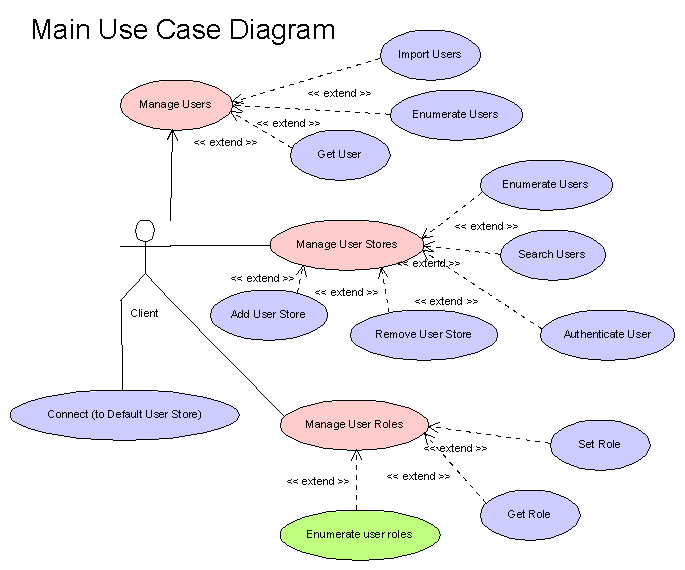 Main Use Case Diagram
Import Users
<< extend >>
Manage Users
Enumerate Users
<< extend >>
<< extend >>
Get User
Enumerate Users
<< extend >>
Manage User Stores
Search Users
<< extend >>
<< extend >>
<< extend >>
<< extend >>
Add User Store
Client
Remove User Store
Authenticate User
Connect (to Default User Store)
Manage User Roles
Set Role
<< extend >>
<< extend >>
<< extend >>
Get Role
Enumerate user roles